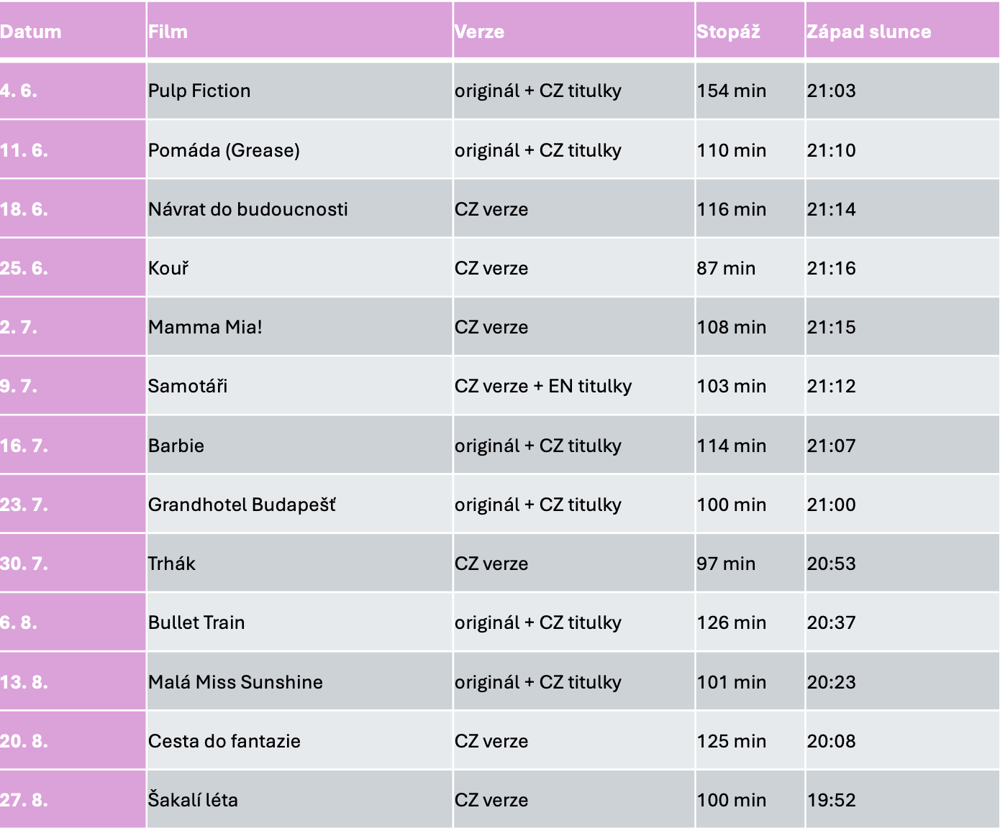 Datum Film Verze Stopáž Západ slunce
4. 6. Pulp Fiction originál + CZ titulky 154 min 21:03
11. 6. Pomáda (Grease) originál + CZ titulky 110 min 21:10
18. 6. Návrat do budoucnosti CZ verze 116 min 21:14
25. 6. Kouř CZ verze 87 min 21:16
2. 7. Mamma Mia! CZ verze 108 min 21:15
9. 7. Samotáři CZ verze + EN titulky 103 min 21:12
16. 7. Barbie originál + CZ titulky 114 min 21:07
23. 7. Grandhotel Budapešť originál + CZ titulky 100 min 21:00
30. 7. Trhák CZ verze 97 min 20:53
6. 8. Bullet Train originál + CZ titulky 126 min 20:37
13. 8. Malá Miss Sunshine originál + CZ titulky 101 min 20:23
20. 8. Cesta do fantazie CZ verze 125 min 20:08
27. 8. Šakalí léta CZ verze 100 min 19:52